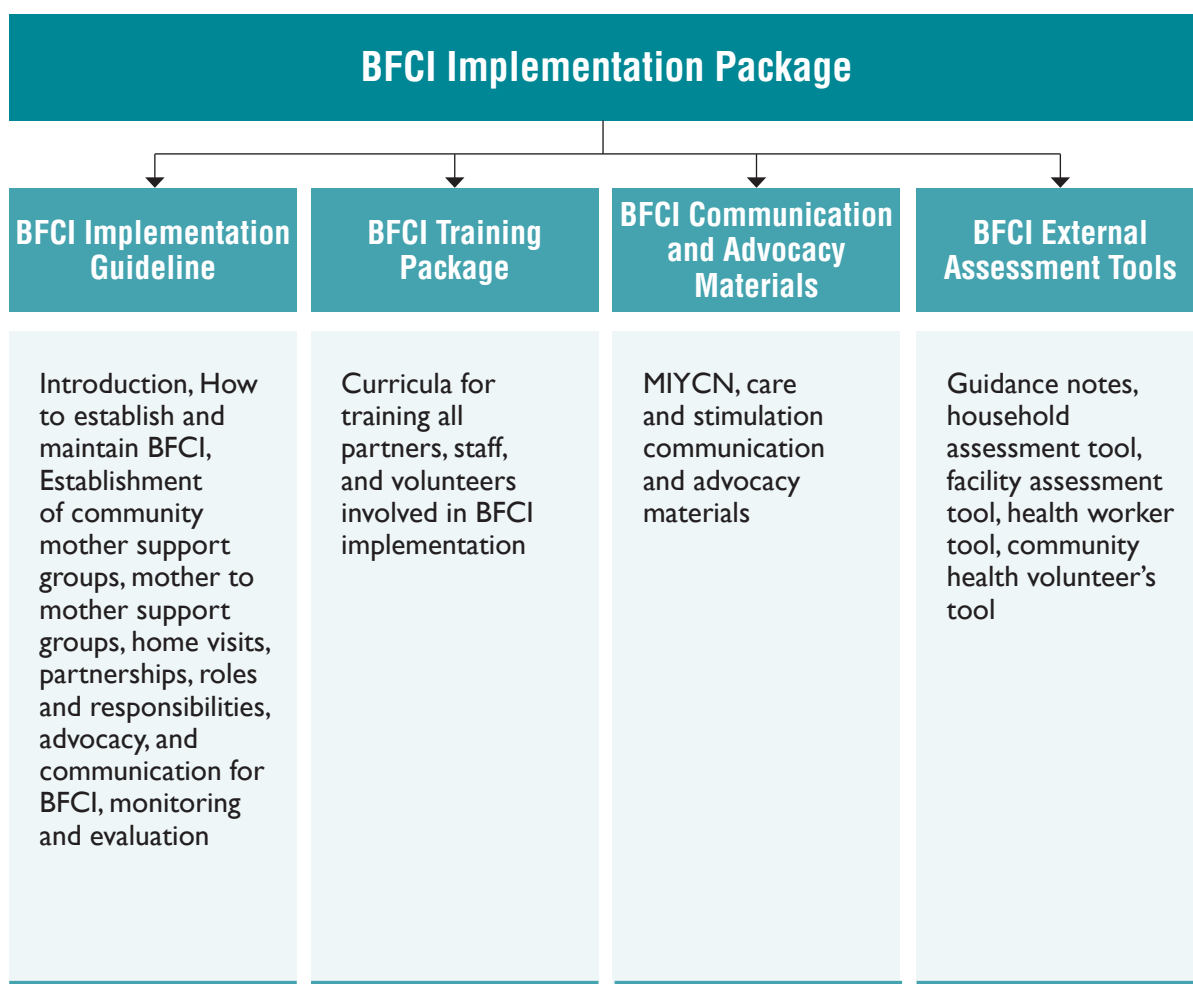 BFCI Implementation Package
BFCI Implementation
Guideline
BFCI Training
Package
BFCI Communication
and Advocacy
Materials
BFCI External
Assessment Tools
Introduction, How
to establish and
maintain BFCI,
Establishment
of community
mother support
groups, mother to
mother support
groups, home visits,
partnerships, roles
and responsibilities,
advocacy, and
communication for
BFCI, monitoring
and evaluation
Curricula for
training all
partners, staff,
and volunteers
involved in BFCI
implementation
MIYCN, care
and stimulation
communication
and advocacy
materials
Guidance notes,
household
assessment tool,
facility assessment
tool, health worker
tool, community
health volunteer’s
tool